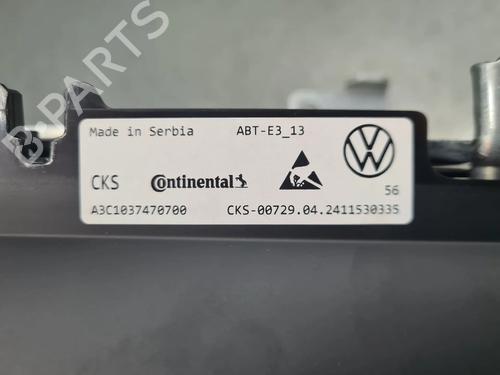 B-PARTS
Made in Serbia ABT-E3_13
CKS Continental
56
A3C1037470700 CKS-00729.04.2411530335